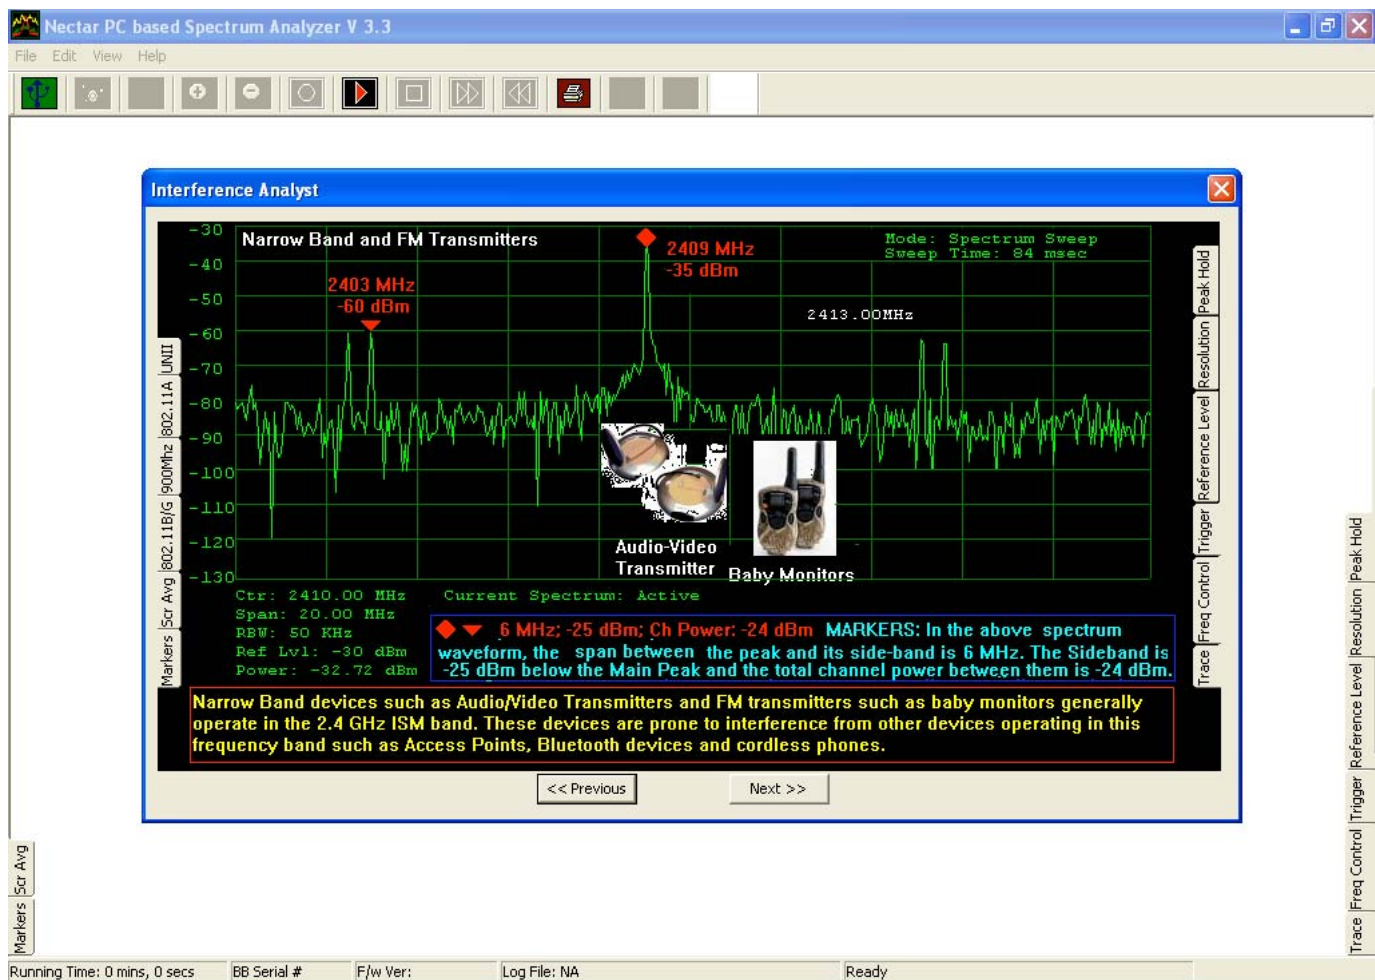 Nectar PC based Spectrum Analyzer V 3.3
File Edit View Help
Interference Analyst
Narrow Band and FM Transmitters
Mode: Spectrum Sweep
Sweep Time: 84 msec
2409 MHz
-35 dBm
2403 MHz
-60 dBm
2413.00MHz
-30
-40
-50
-60
-70
-80
-90
-100
-110
-120
-130
Audio-Video
Transmitter
Baby Monitors
UNII
802.11A
900Mhz
802.11B/G
Scr Avg
Markers
Peak Hold
Resolution
Reference Level
Trigger
Freq Control
Trace
Ctr: 2410.00 MHz
Span: 20.00 MHz
RBW: 50 KHz
Ref Lvl: -30 dBm
Power: -32.72 dBm
Current Spectrum: Active
6 MHz; -25 dBm; Ch Power: -24 dBm MARKERS: In the above spectrum
waveform, the span between the peak and its side-band is 6 MHz. The Sideband is
-25 dBm below the Main Peak and the total channel power between them is -24 dBm.
Narrow Band devices such as Audio/Video Transmitters and FM transmitters such as baby monitors generally
operate in the 2.4 GHz ISM band. These devices are prone to interference from other devices operating in this
frequency band such as Access Points, Bluetooth devices and cordless phones.
<< Previous
Next >>
Scr Avg
Markers
Peak Hold
Resolution
Reference Level
Trigger
Freq Control
Trace
Running Time: 0 mins, 0 secs
BB Serial #
F/w Ver:
Log File: NA
Ready